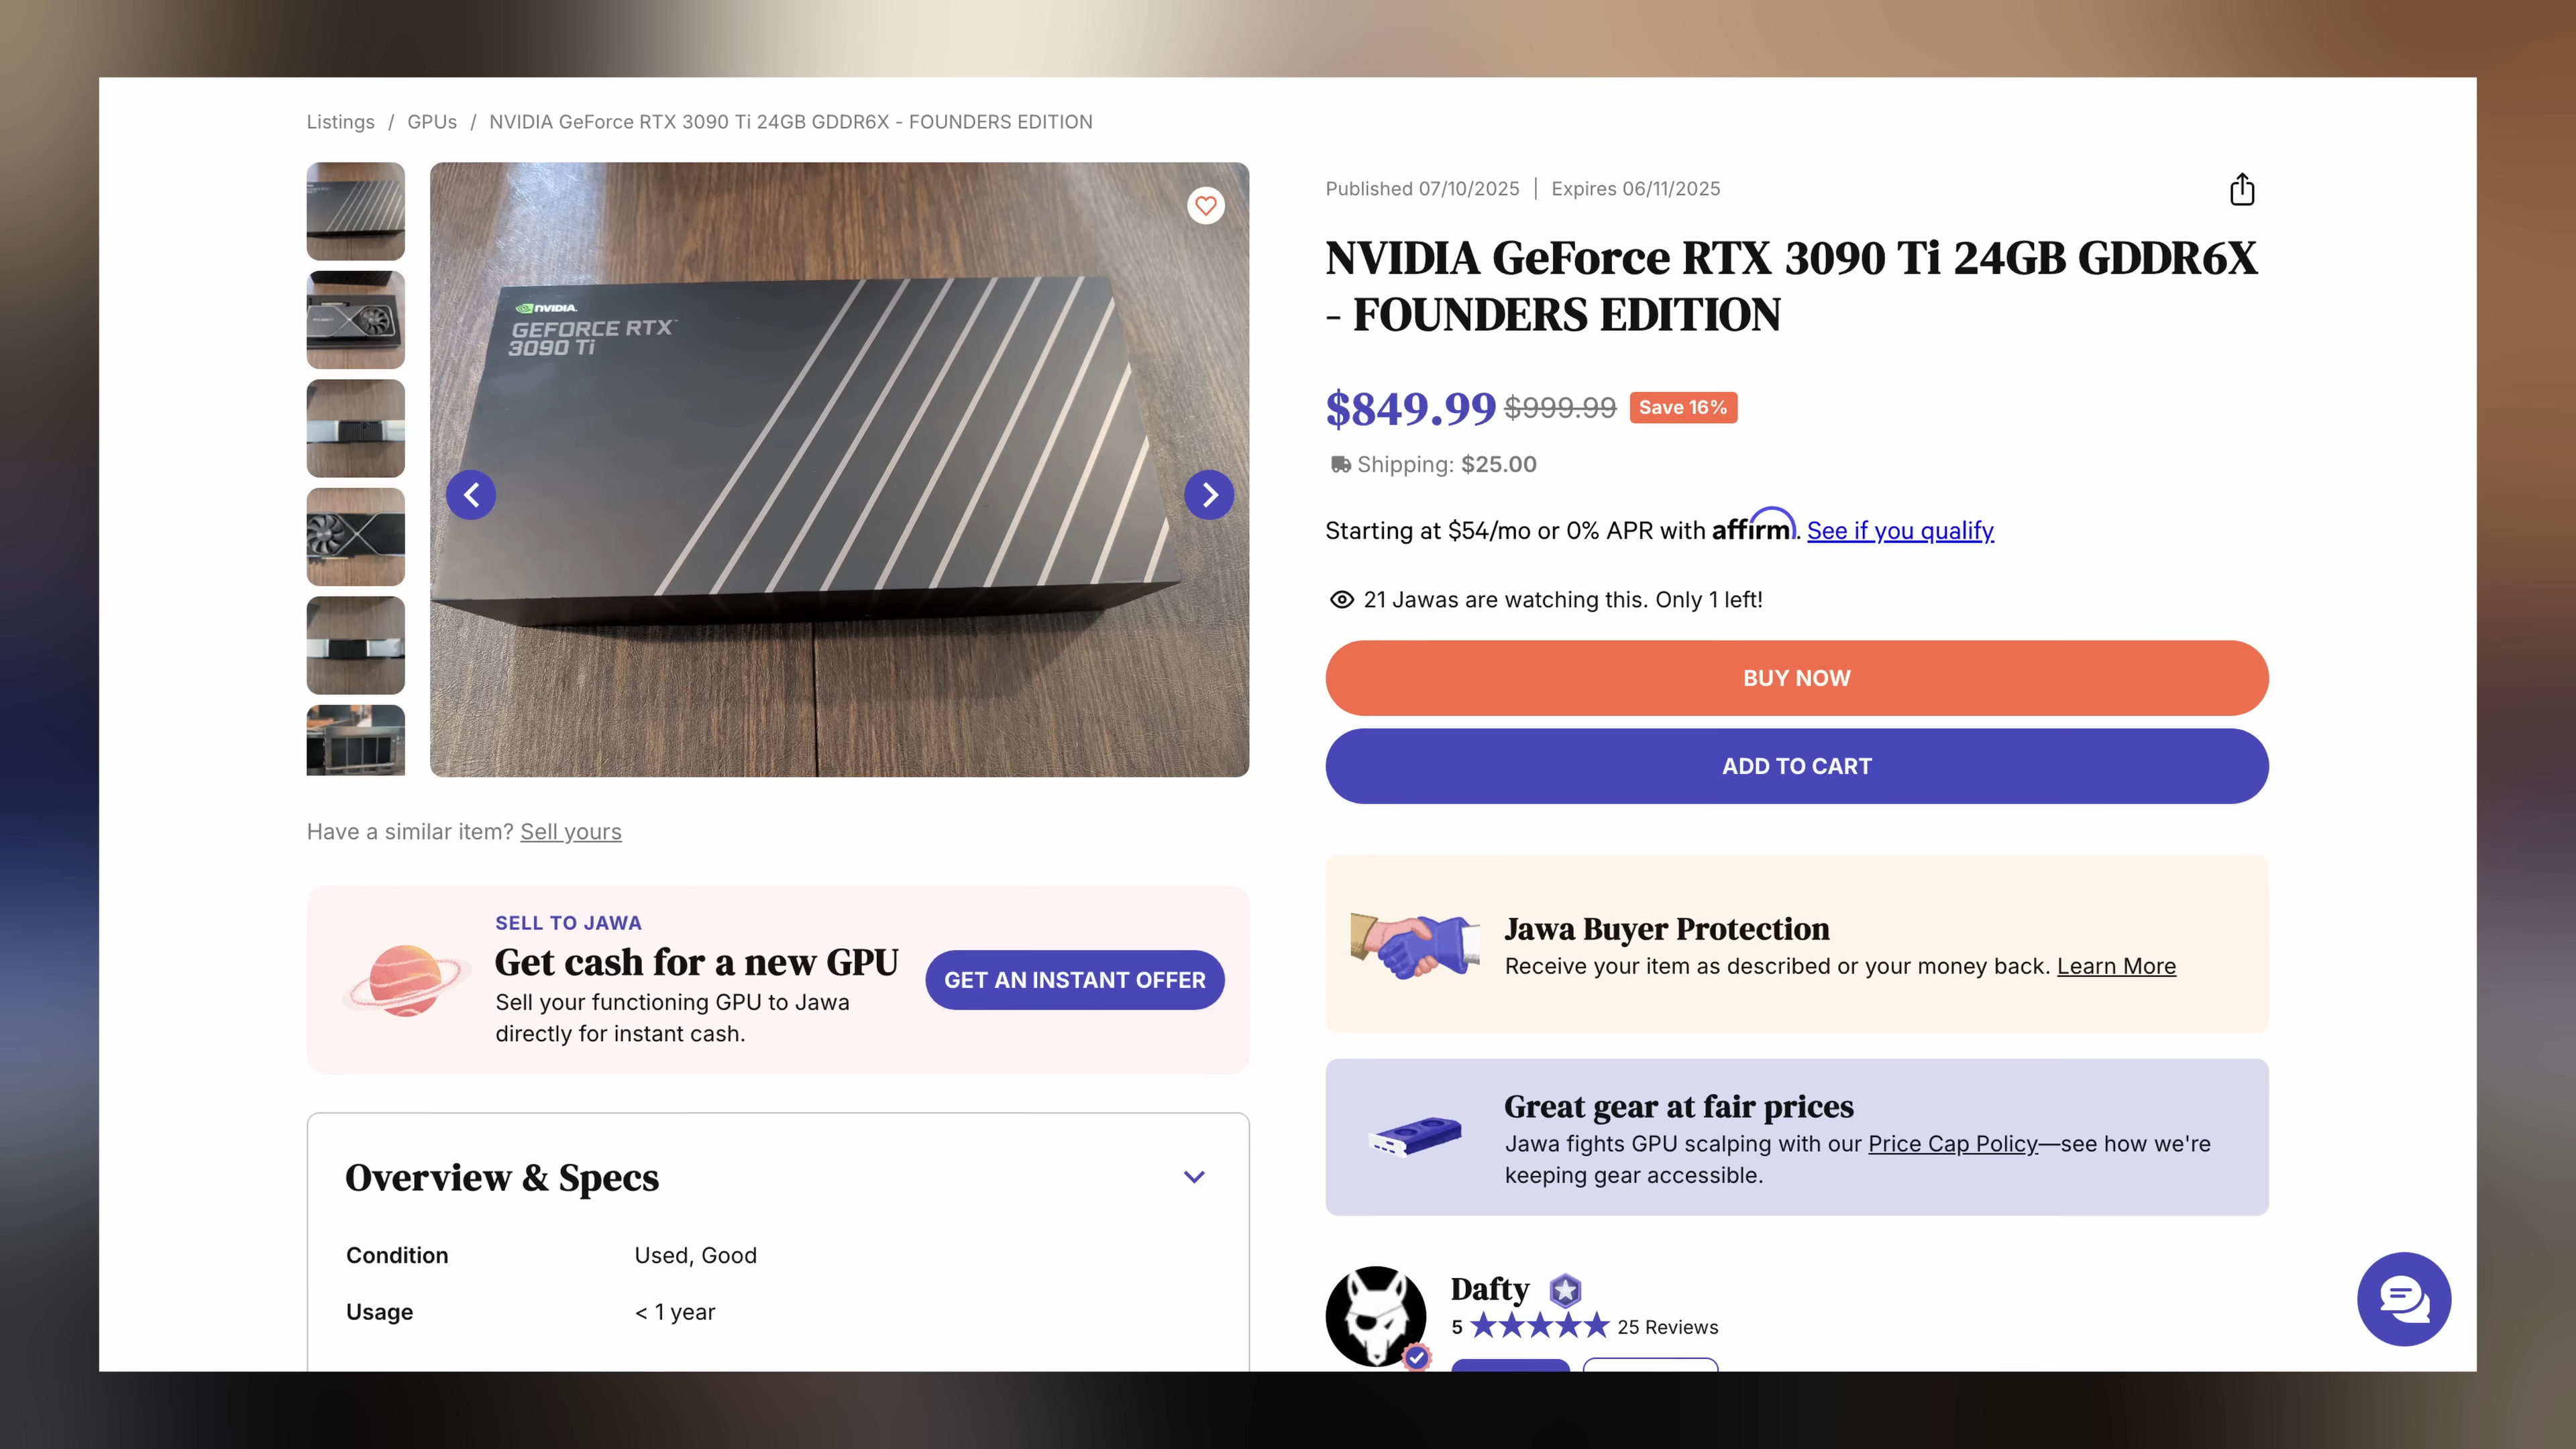 Listings / GPUs / NVIDIA GeForce RTX 3090 Ti 24GB GDDR6X - FOUNDERS EDITION
NVIDIA.
GEFORCE RTX™
3090 Ti
Have a similar item? Sell yours
SELL TO JAWA
Get cash for a new GPU
Sell your functioning GPU to Jawa
directly for instant cash.
GET AN INSTANT OFFER
Overview & Specs
Condition Used, Good
Usage < 1 year
Published 07/10/2025 | Expires 06/11/2025
NVIDIA GeForce RTX 3090 Ti 24GB GDDR6X
- FOUNDERS EDITION
$849.99 $999.99 Save 16%
Shipping: $25.00
Starting at $54/mo or 0% APR with affirm. See if you qualify
21 Jawas are watching this. Only 1 left!
BUY NOW
ADD TO CART
Jawa Buyer Protection
Receive your item as described or your money back. Learn More
Great gear at fair prices
Jawa fights GPU scalping with our Price Cap Policy—see how we're
keeping gear accessible.
Dafty
5 ★★★★★ 25 Reviews